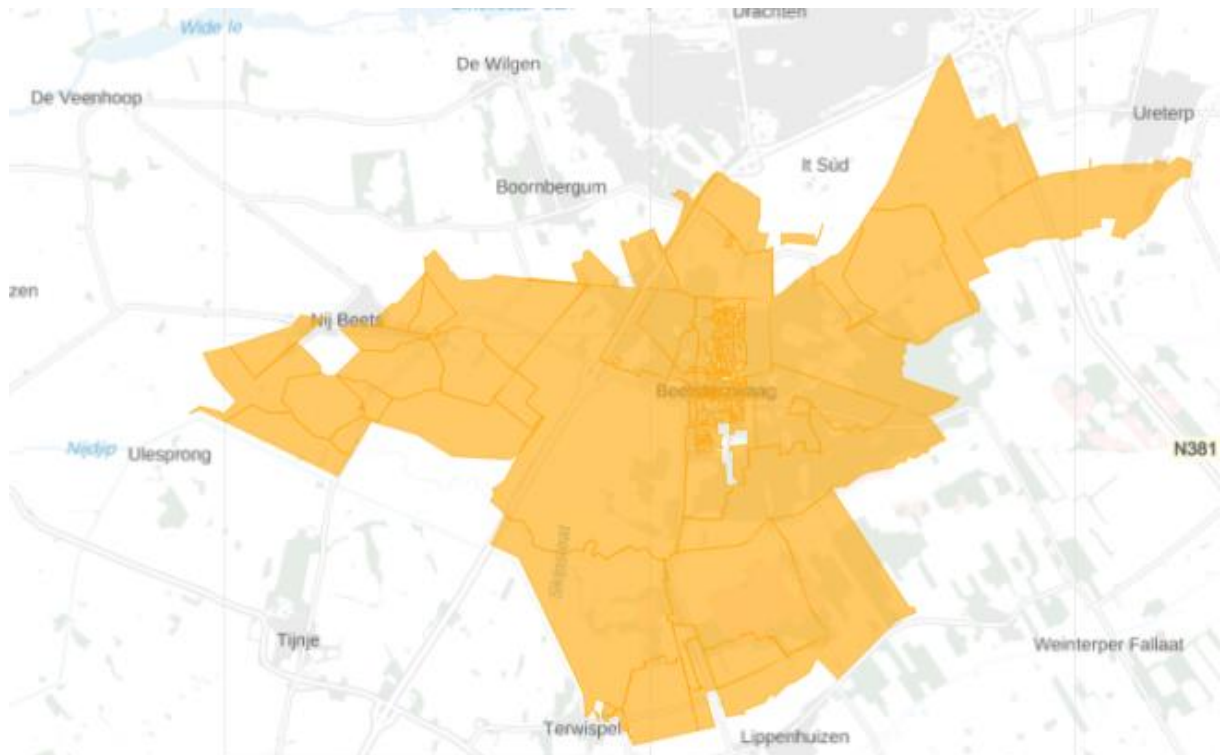 Drachten
Wide Ie
De Wilgen
De Veenhoop
Ureterp
It Sùd
Boornbergum
zen
Nij Beets
Beetsterzwaag
Nijdjip
Ulesprong
N381
Tijnje
Weinterper Fallaat
Terwispel
Lippenhuizen